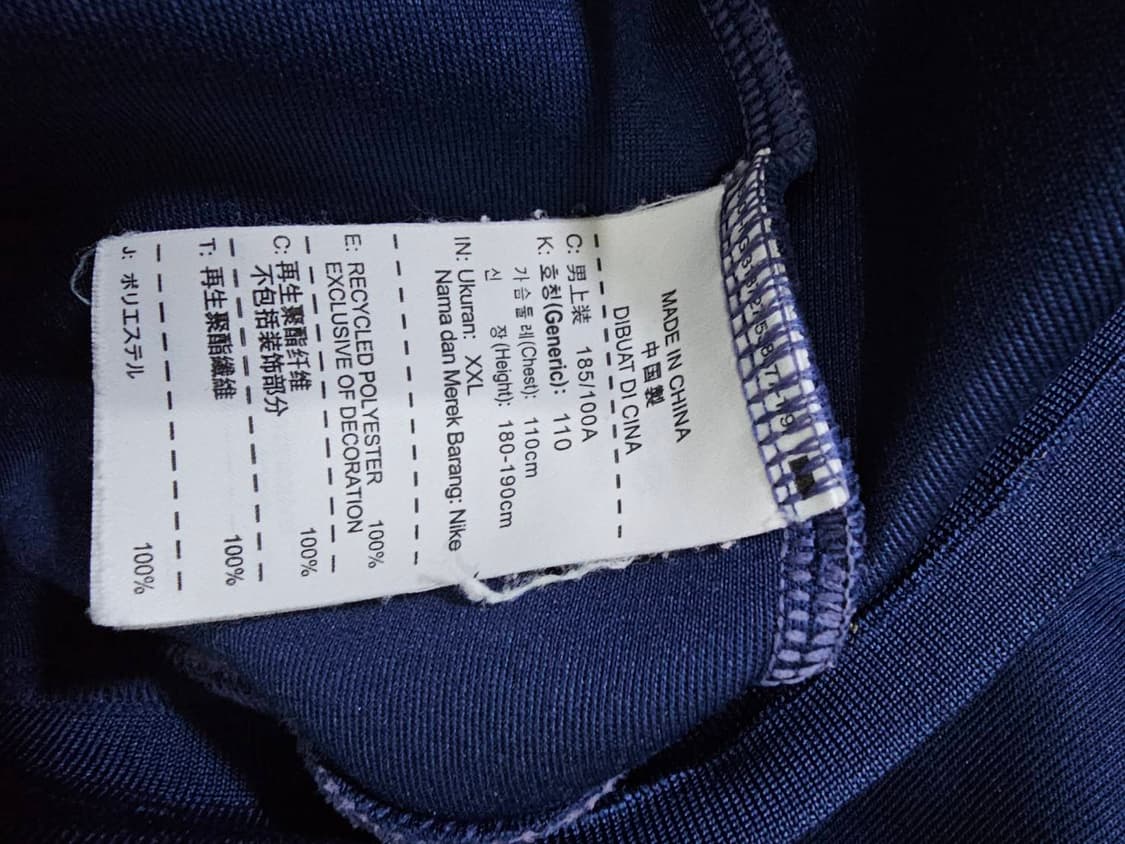 MADE IN CHINA
中国製
DIBUAT DI CINA
C: 男上装 185/100A
K: 호칭(Generic): 110
가슴둘레(Chest): 110cm
신 장(Height): 180-190cm
IN: Ukuran: XXL
Nama dan Merek Barang: Nike
E: RECYCLED POLYESTER 100%
EXCLUSIVE OF DECORATION
C: 再生聚酯纤维 100%
不包括装饰部分
T: 再生聚酯纖維 100%
J: ポリエステル 100%